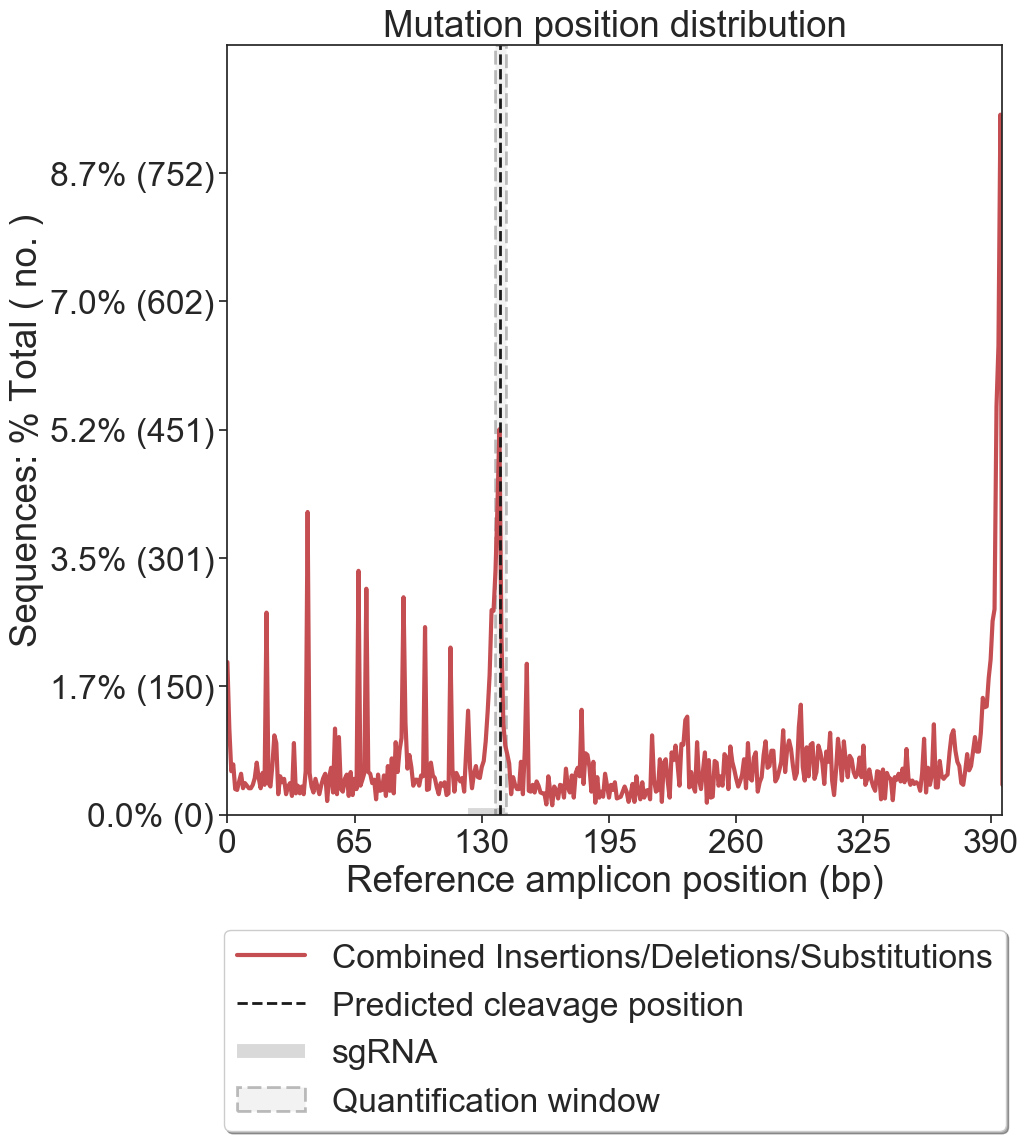 Mutation position distribution
Sequences: % Total ( no. )
8.7% (752)
7.0% (602)
5.2% (451)
3.5% (301)
1.7% (150)
0.0% (0)
0 65 130 195 260 325 390
Reference amplicon position (bp)
Combined Insertions/Deletions/Substitutions
Predicted cleavage position
sgRNA
Quantification window